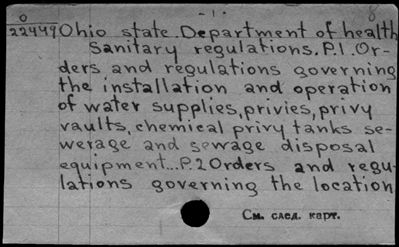 - 1 - 8
O
22449 Ohio state. Department of health
Sanitary regulations. P.1. Or-
ders and regulations governing
the installation and operation
of water supplies, privies, privy
vaults, chemical privy tanks se-
werage and sewage disposal
equipment... P.2 Orders and regu-
lations governing the location
См. след. карт.